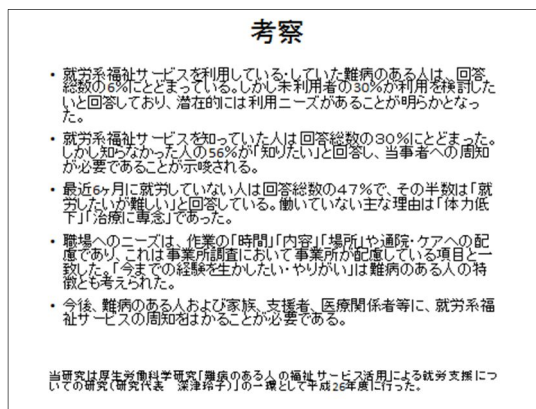 考察
・ 就労系福祉サービスを利用している・していた難病のある人は、回答
総数の6%にとどまっている。しかし未利用者の30%が利用を検討した
いと回答しており、潜在的には利用ニーズがあることが明らかとなっ
た。
・ 就労系福祉サービスを知っていた人は回答総数の30%にとどまった。
しかし知らなかった人の56%が「知りたい」と回答し、当事者への周知
が必要であることが示唆される。
・ 最近6ヶ月に就労していない人は回答総数の47%で、その半数は「就
労したいが難しい」と回答している。働いていない主な理由は「体力低
下」「治療に専念」であった。
・ 職場へのニーズは、作業の「時間」「内容」「場所」や通院・ケアへの配
慮であり、これは事業所調査において事業所が配慮している項目と一
致した。「今までの経験を生かしたい・やりがい」は難病のある人の特
徴とも考えられた。
・ 今後、難病のある人および家族、支援者、医療関係者等に、就労系福
祉サービスの周知をはかることが必要である。
当研究は厚生労働科学研究「難病のある人の福祉サービス活用」による就労支援につ
いての研究(研究代表 深津玲子)」の一環として平成26年度に行った。